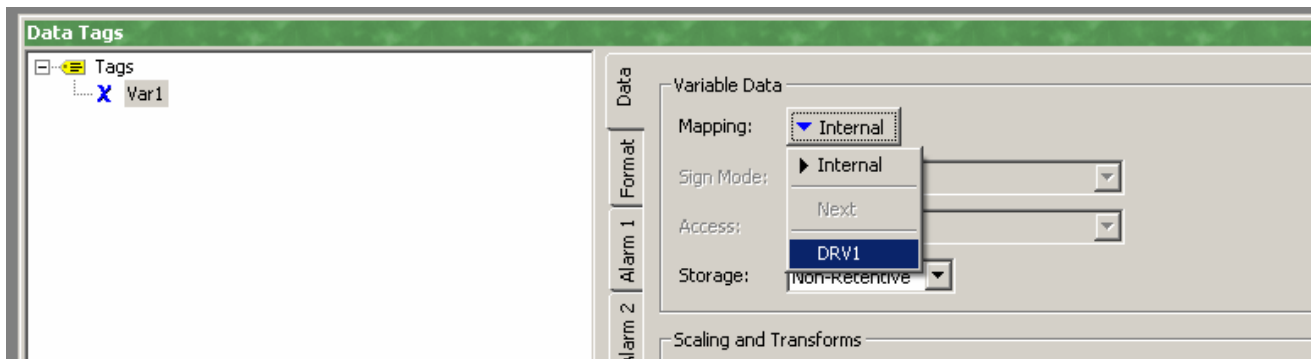 Data Tags
Tags
Var1
Data
Format
Alarm 1
Alarm 2
Variable Data
Mapping:
Internal
Internal
Next
DRV1
Sign Mode:
Access:
Storage:
Non-Retentive
Scaling and Transforms